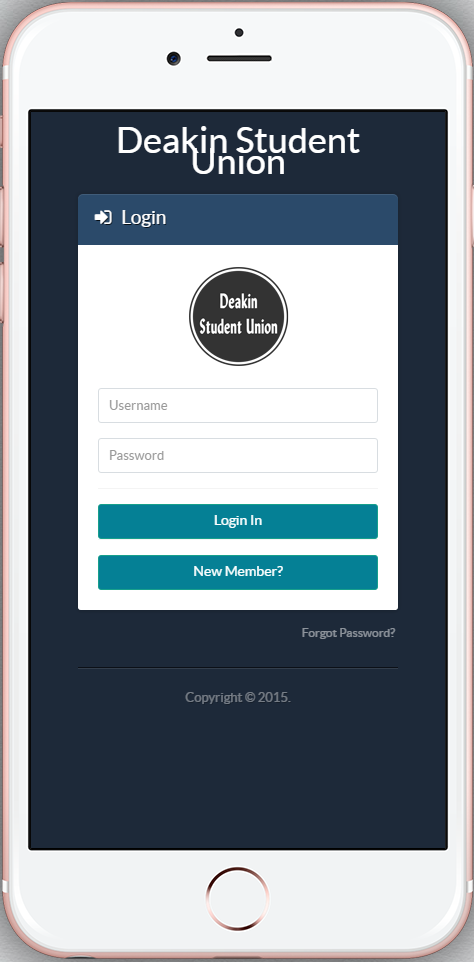 Deakin Student
Union
Login
Deakin
Student Union
Username
Password
Login In
New Member?
Forgot Password?
Copyright © 2015.